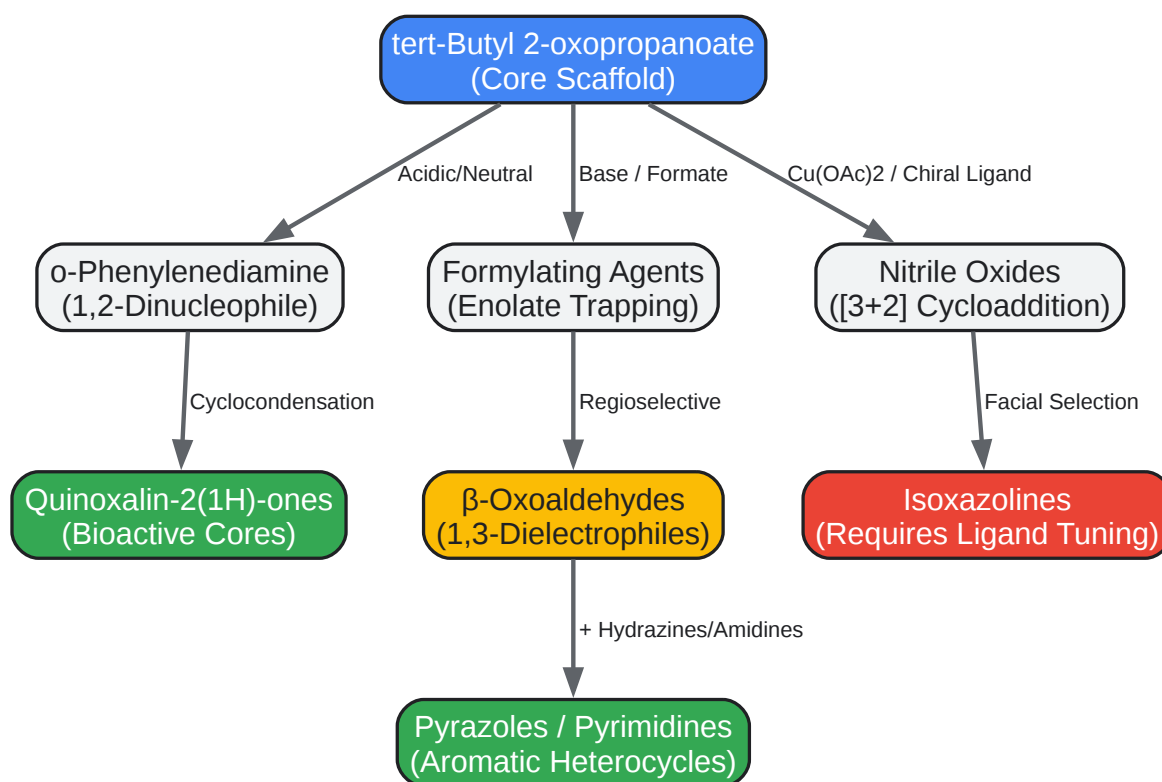 tert-Butyl 2-oxopropanoate
(Core Scaffold)
Acidic/Neutral
Base / Formate
Cu(OAc)2 / Chiral Ligand
o-Phenylenediamine
(1,2-Dinucleophile)
Formylating Agents
(Enolate Trapping)
Nitrile Oxides
([3+2] Cycloaddition)
Cyclocondensation
Regioselective
Facial Selection
Quinoxalin-2(1H)-ones
(Bioactive Cores)
β-Oxoaldehydes
(1,3-Dielectrophiles)
Isoxazolines
(Requires Ligand Tuning)
+ Hydrazines/Amidines
Pyrazoles / Pyrimidines
(Aromatic Heterocycles)